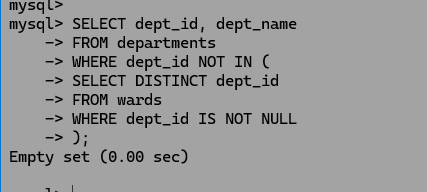 mysql>
mysql> SELECT dept_id, dept_name
-> FROM departments
-> WHERE dept_id NOT IN (
-> SELECT DISTINCT dept_id
-> FROM wards
-> WHERE dept_id IS NOT NULL
-> );
Empty set (0.00 sec)